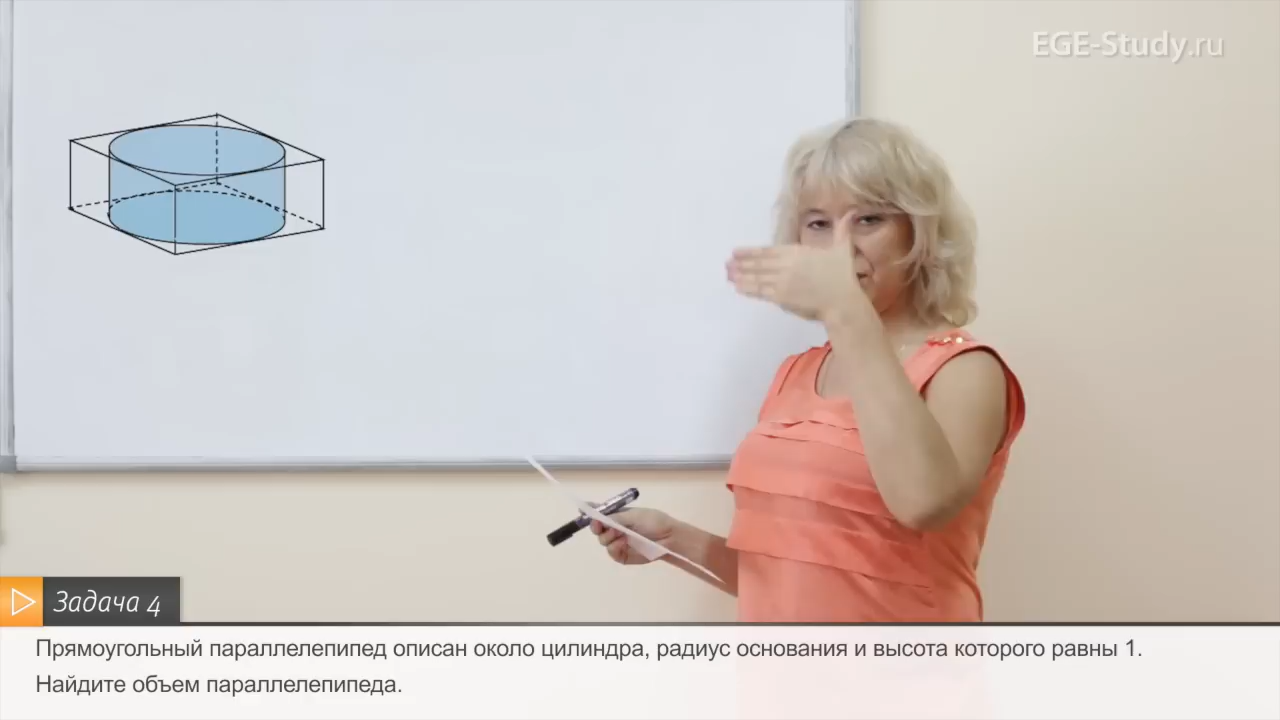 EGE-Study.ru
Задача 4
Прямоугольный параллелепипед описан около цилиндра, радиус основания и высота которого равны 1.
Найдите объем параллелепипеда.